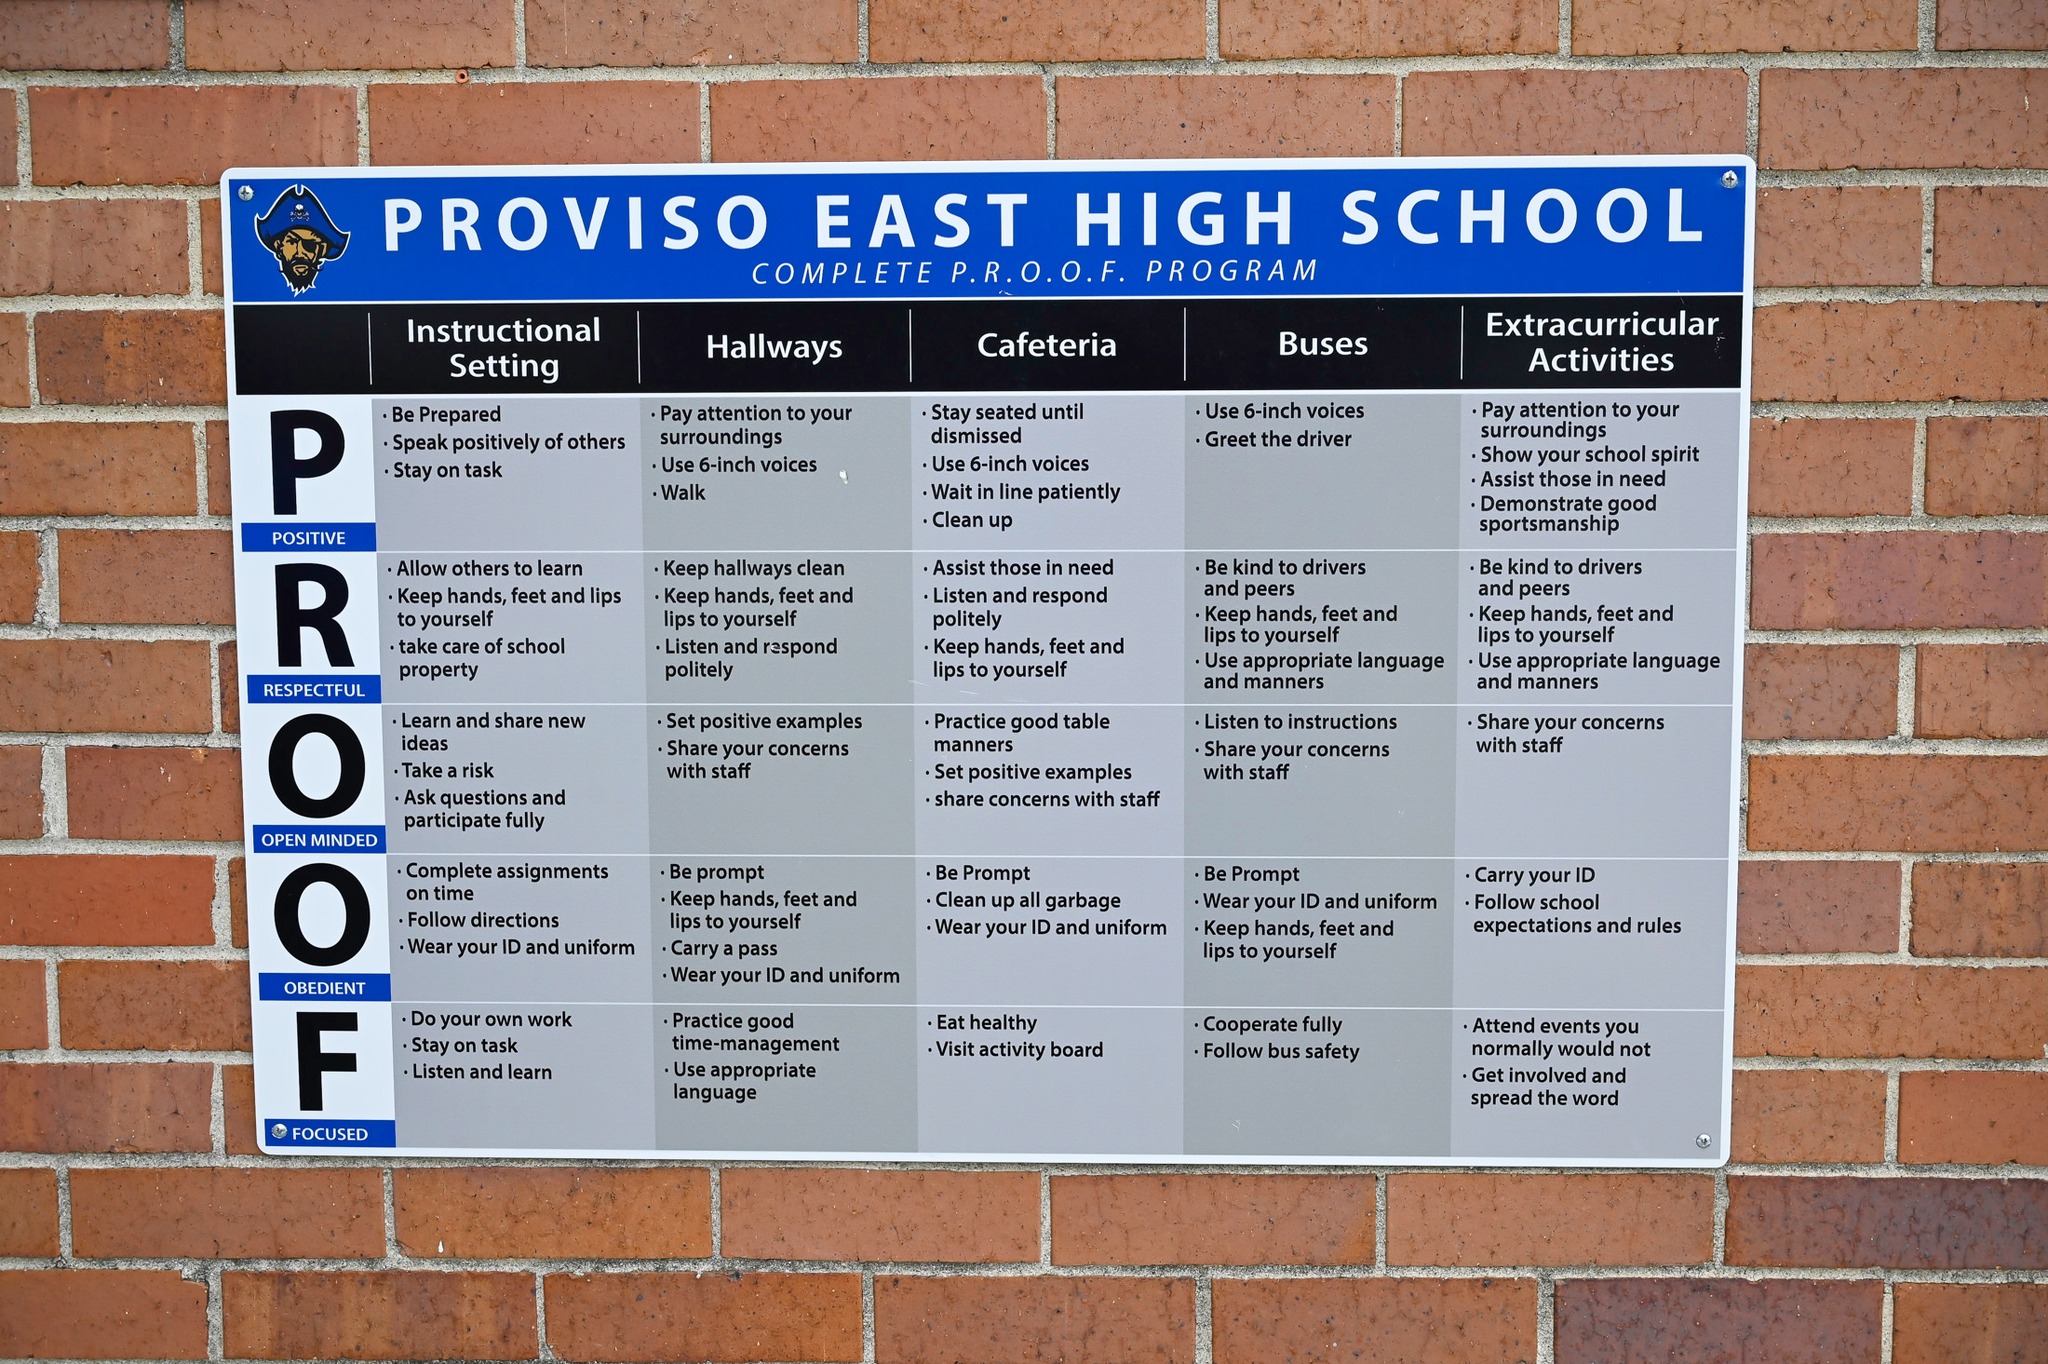 PROVISO EAST HIGH SCHOOL
COMPLETE P.R.O.O.F. PROGRAM
Instructional
Setting
Hallways
Cafeteria
Buses
Extracurricular
Activities
P
POSITIVE
· Be Prepared
· Speak positively of others
· Stay on task
· Pay attention to your
surroundings
· Use 6-inch voices
· Walk
· Stay seated until
dismissed
· Use 6-inch voices
· Wait in line patiently
· Clean up
· Use 6-inch voices
· Greet the driver
· Pay attention to your
surroundings
· Show your school spirit
· Assist those in need
· Demonstrate good
sportsmanship
R
RESPECTFUL
· Allow others to learn
· Keep hands, feet and lips
to yourself
· take care of school
property
· Keep hallways clean
· Keep hands, feet and
lips to yourself
· Listen and respond
politely
· Assist those in need
· Listen and respond
politely
· Keep hands, feet and
lips to yourself
· Be kind to drivers
and peers
· Keep hands, feet and
lips to yourself
· Use appropriate language
and manners
· Be kind to drivers
and peers
· Keep hands, feet and
lips to yourself
· Use appropriate language
and manners
O
OPEN MINDED
· Learn and share new
ideas
· Take a risk
· Ask questions and
participate fully
· Set positive examples
· Share your concerns
with staff
· Practice good table
manners
· Set positive examples
· share concerns with staff
· Listen to instructions
· Share your concerns
with staff
· Share your concerns
with staff
O
OBEDIENT
· Complete assignments
on time
· Follow directions
· Wear your ID and uniform
· Be prompt
· Keep hands, feet and
lips to yourself
· Carry a pass
· Wear your ID and uniform
· Be Prompt
· Clean up all garbage
· Wear your ID and uniform
· Be Prompt
· Wear your ID and uniform
· Keep hands, feet and
lips to yourself
· Carry your ID
· Follow school
expectations and rules
F
FOCUSED
· Do your own work
· Stay on task
· Listen and learn
· Practice good
time-management
· Use appropriate
language
· Eat healthy
· Visit activity board
· Cooperate fully
· Follow bus safety
· Attend events you
normally would not
· Get involved and
spread the word